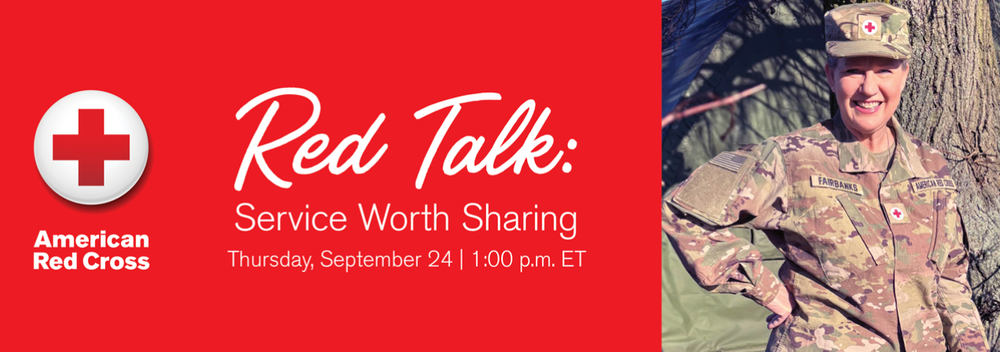 American
Red Cross
Red Talk:
Service Worth Sharing
Thursday, September 24 | 1:00 p.m. ET
FAIRBANKS
AMERICAN RED CROSS